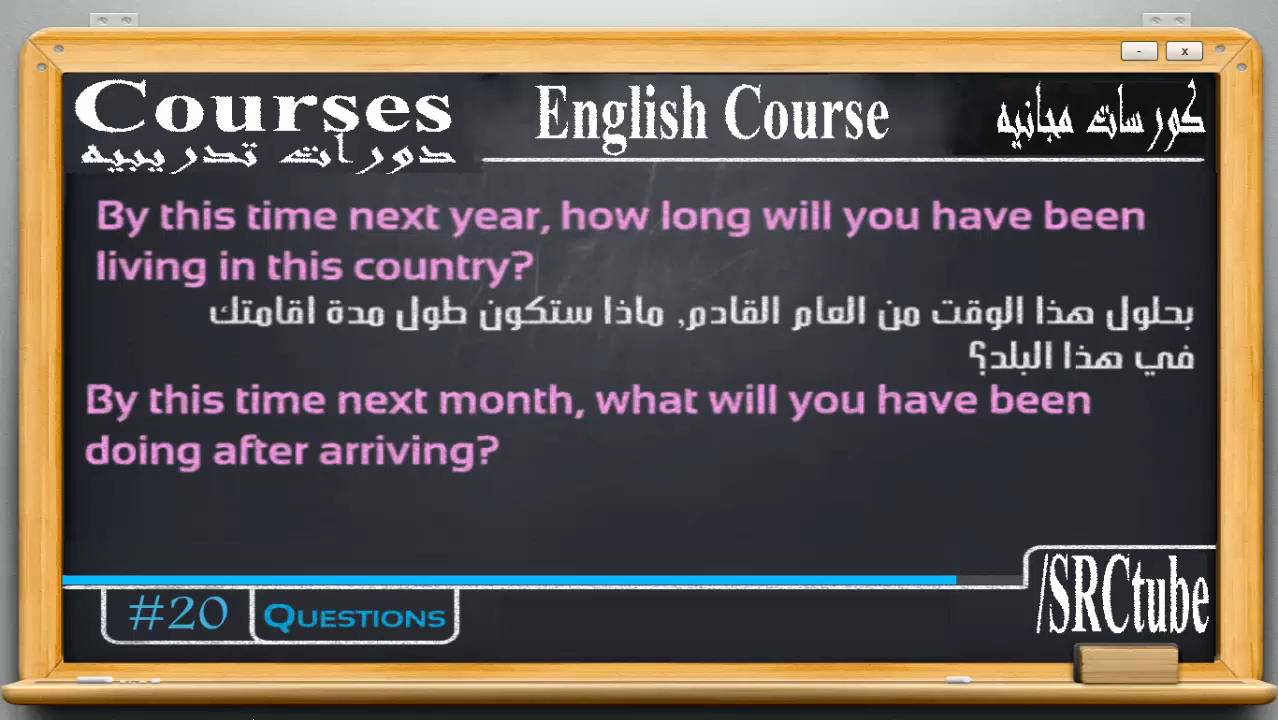 Courses
دورات تدريبيه
English Course
كورسات مجانيه
- x
By this time next year, how long will you have been
living in this country?
بحلول هذا الوقت من العام القادم, ماذا ستكون طول مدة اقامتك
في هذا البلد؟
By this time next month, what will you have been
doing after arriving?
#20
Questions
/SRCtube